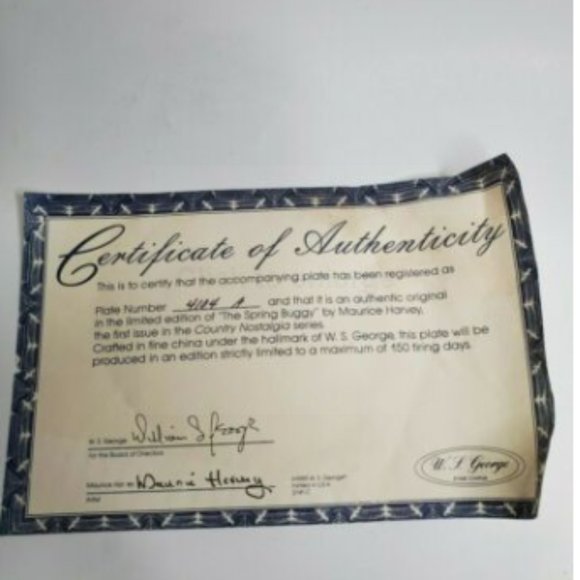 Certificate of Authenticity
This is to certify that the accompanying plate has been registered as
Plate Number 4104 A and that it is an authentic original
in the limited edition of "The Spring Buggy" by Maurice Harvey,
the first issue in the Country Nostalgia series.
Crafted in fine china under the hallmark of W. S. George, this plate will be
produced in an edition strictly limited to a maximum of 150 firing days.
W. S. George
For the Board of Directors
Maurice Harvey
Artist
W. S. George
W. S. George